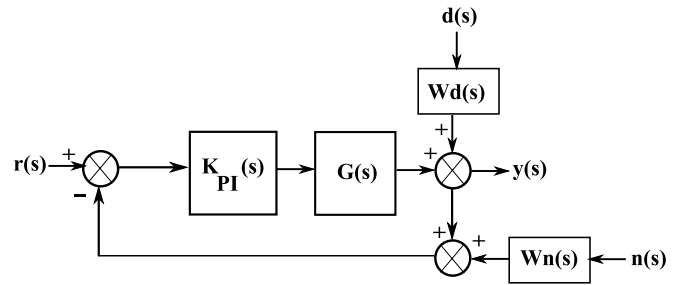 d(s)
Wd(s)
+
+
+
r(s)
K
PI
(s)
G(s)
y(s)
−
+
+
Wn(s)
n(s)